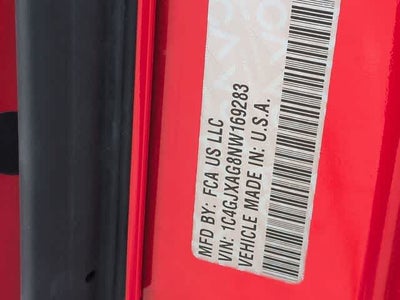 MFD BY: FCA US LLC
VIN: 1C4GJXAG8NW169283
VEHICLE MADE IN: U.S.A.